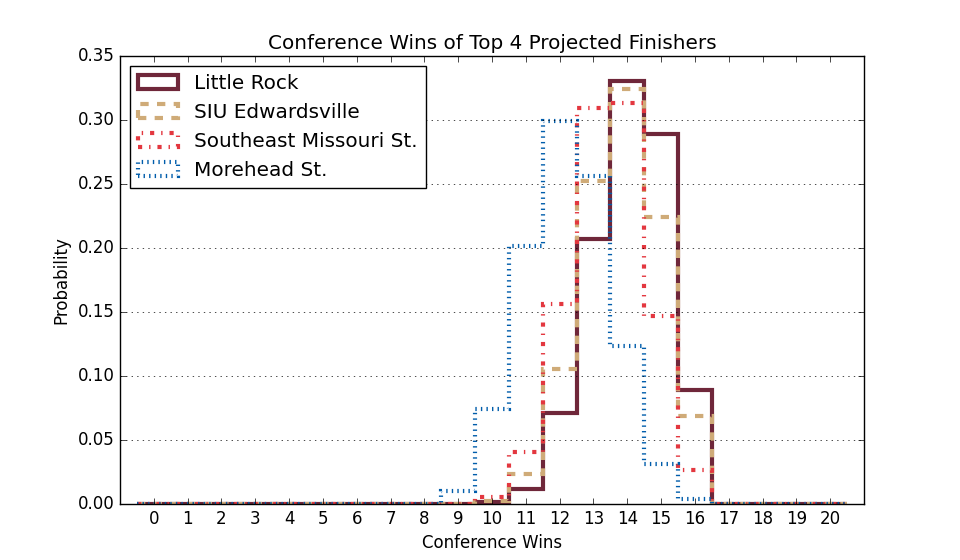 Conference Wins of Top 4 Projected Finishers
Little Rock
SIU Edwardsville
Southeast Missouri St.
Morehead St.
0.35
0.30
0.25
0.20
0.15
0.10
0.05
0.00
Probability
0 1 2 3 4 5 6 7 8 9 10 11 12 13 14 15 16 17 18 19 20
Conference Wins